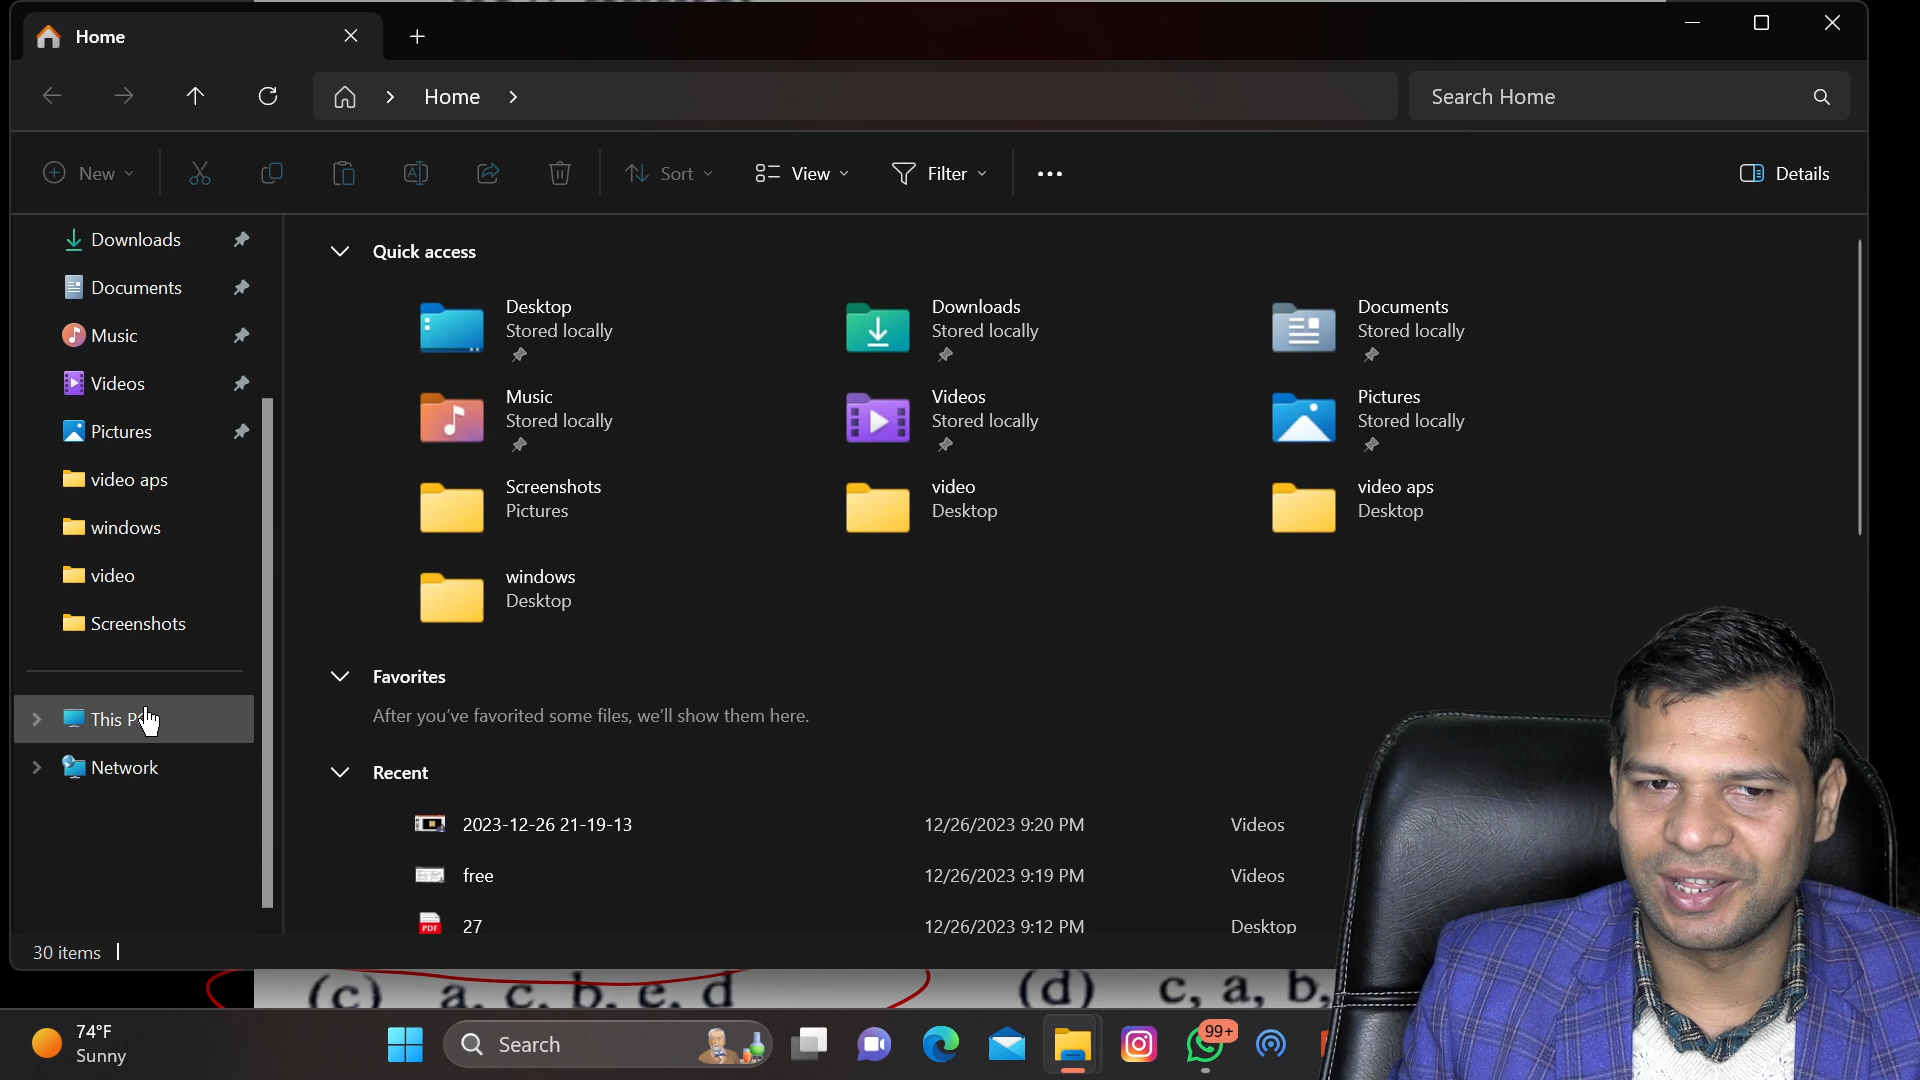 Home
Home
Search Home
New
Sort
View
Filter
Details
Downloads
Documents
Music
Videos
Pictures
video aps
windows
video
Screenshots
This P
Network
Quick access
Desktop
Stored locally
Downloads
Stored locally
Documents
Stored locally
Music
Stored locally
Videos
Stored locally
Pictures
Stored locally
Screenshots
Pictures
video
Desktop
video aps
Desktop
windows
Desktop
Favorites
After you've favorited some files, we'll show them here.
Recent
2023-12-26 21-19-13 12/26/2023 9:20 PM Videos
free 12/26/2023 9:19 PM Videos
PDF 27 12/26/2023 9:12 PM Desktop
30 items
(c) a, c, b, e, d (d) c, a, b,
74°F
Sunny
Search
99+